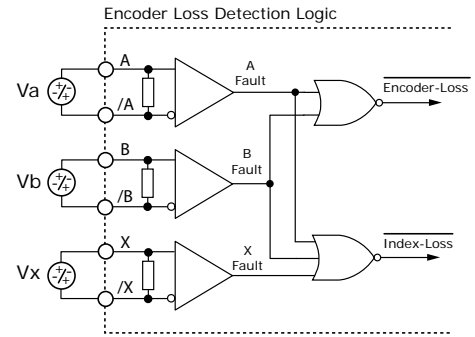 Encoder Loss Detection Logic
A
Va
+/-
-/+
/A
A
Fault
Encoder-Loss
B
Vb
+/-
-/+
/B
B
Fault
X
Vx
+/-
-/+
/X
X
Fault
Index-Loss